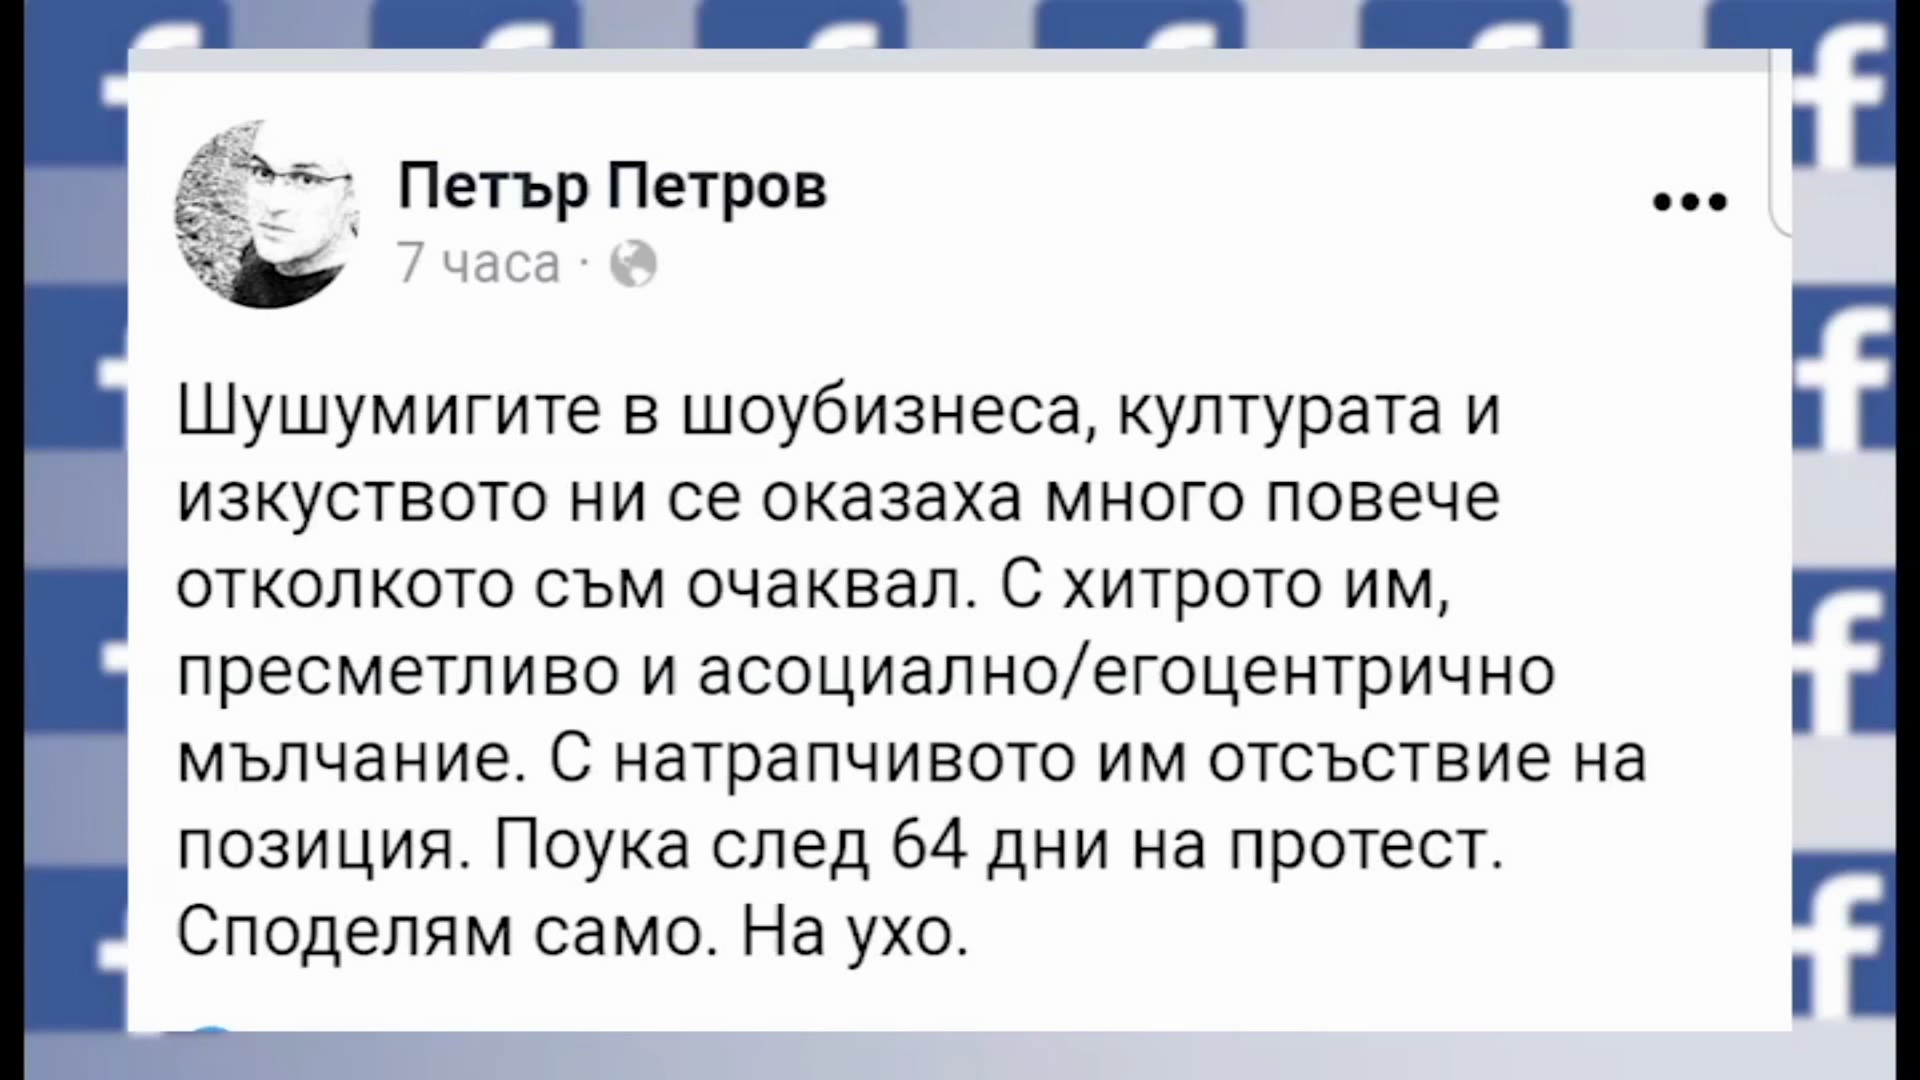 Петър Петров
7 часа ·
Шушумигите в шоубизнеса, културата и
изкуството ни се оказаха много повече
отколкото съм очаквал. С хитрото им,
пресметливо и асоциално/егоцентрично
мълчание. С натрапчивото им отсъствие на
позиция. Поука след 64 дни на протест.
Споделям само. На ухо.